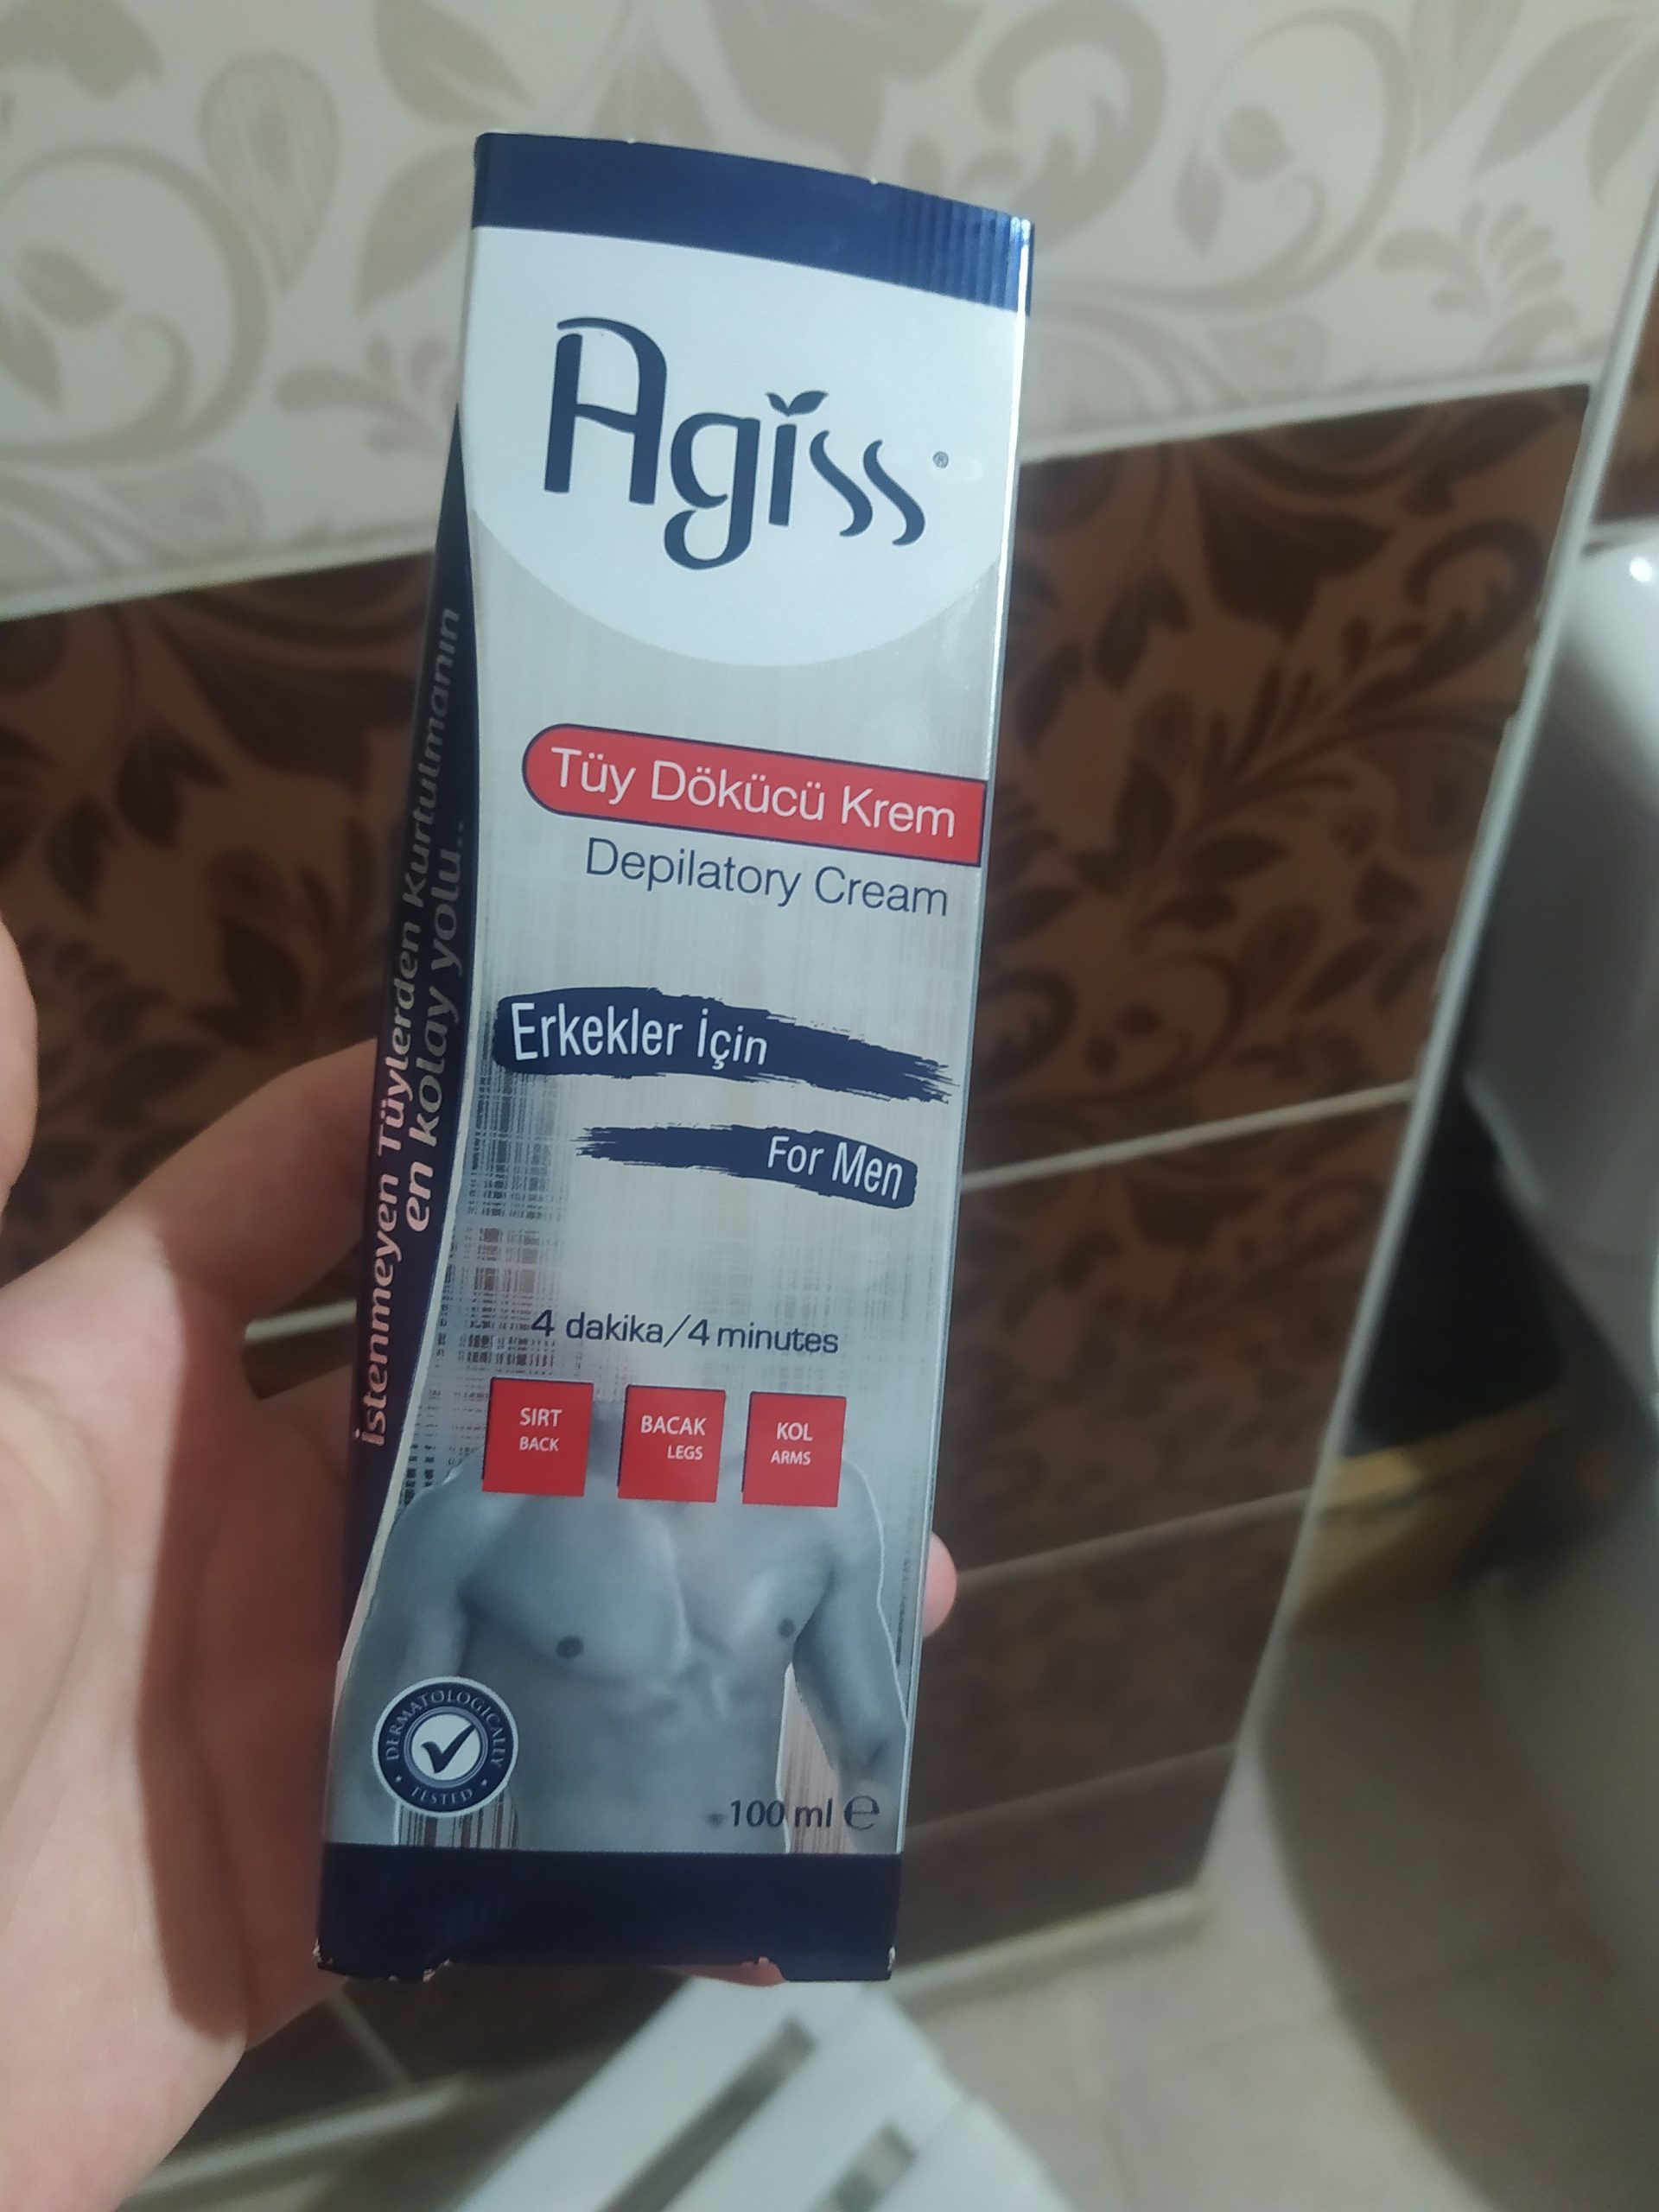 Agiss®
Tüy Dökücü Krem
Depilatory Cream
Erkekler İçin
For Men
4 dakika/4 minutes
SIRT
BACK
BACAK
LEGS
KOL
ARMS
DERMATOLOGICALLY
TESTED
100 ml ℮
İstenmeyen Tüylerden Kurtulmanın
en kolay yolu..